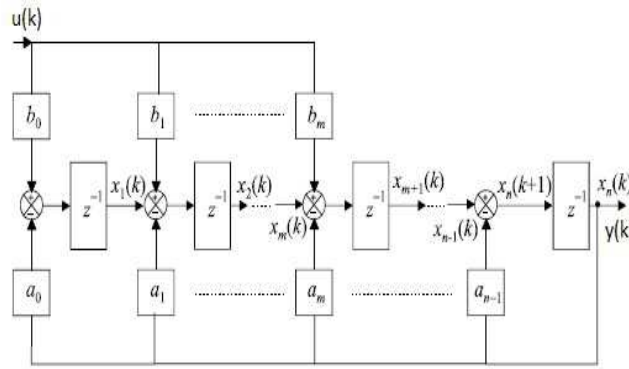 u(k)
b₀ b₁ ........ bₘ
z⁻¹ x₁(k) z⁻¹ x₂(k) ...... xₘ(k) z⁻¹ xₘ₊₁(k) ...... xₙ₋₁(k) xₙ(k+1) z⁻¹ xₙ(k)
y(k
a₀ a₁ ........ aₘ ........ aₙ₋₁